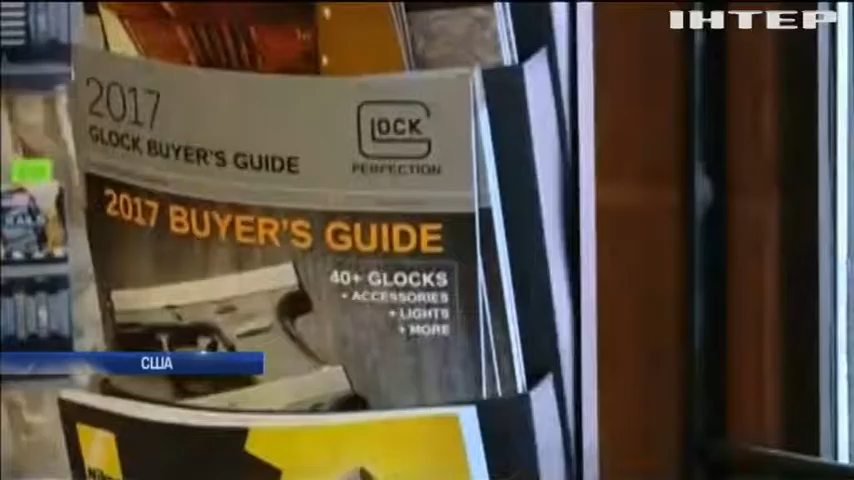 ІНТЕР
2017
GLOCK BUYER'S GUIDE
GLOCK
PERFECTION
2017 BUYER'S GUIDE
40+ GLOCKS
+ ACCESSORIES
+ LIGHTS
+ MORE
США